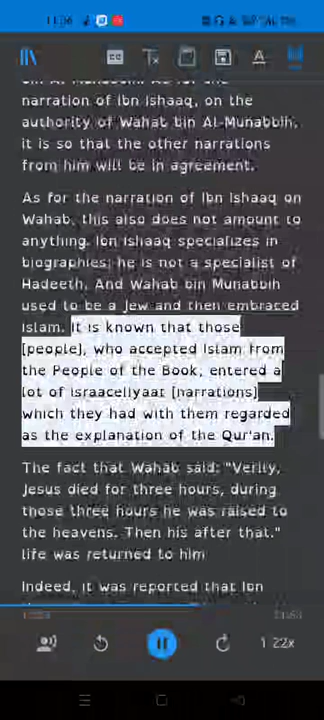 narration of Ibn Ishaaq, on the
authority of Wahab bin Al-Munabbih,
it is so that the other narrations
from him will be in agreement.
As for the narration of Ibn Ishaaq on
Wahab, this also does not amount to
anything. Ibn Ishaaq specializes in
biographies; he is not a specialist of
Hadeeth. And Wahab bin Munabbih
used to be a Jew and then embraced
Islam. It is known that those
[people], who accepted Islam from
the People of the Book, entered a
lot of Israaeeliyaat [narrations]
which they had with them regarded
as the explanation of the Qur'an.
The fact that Wahab said: "Verily,
Jesus died for three hours, during
those three hours he was raised to
the heavens. Then his after that."
life was returned to him
Indeed, it was reported that Ibn
1.22x